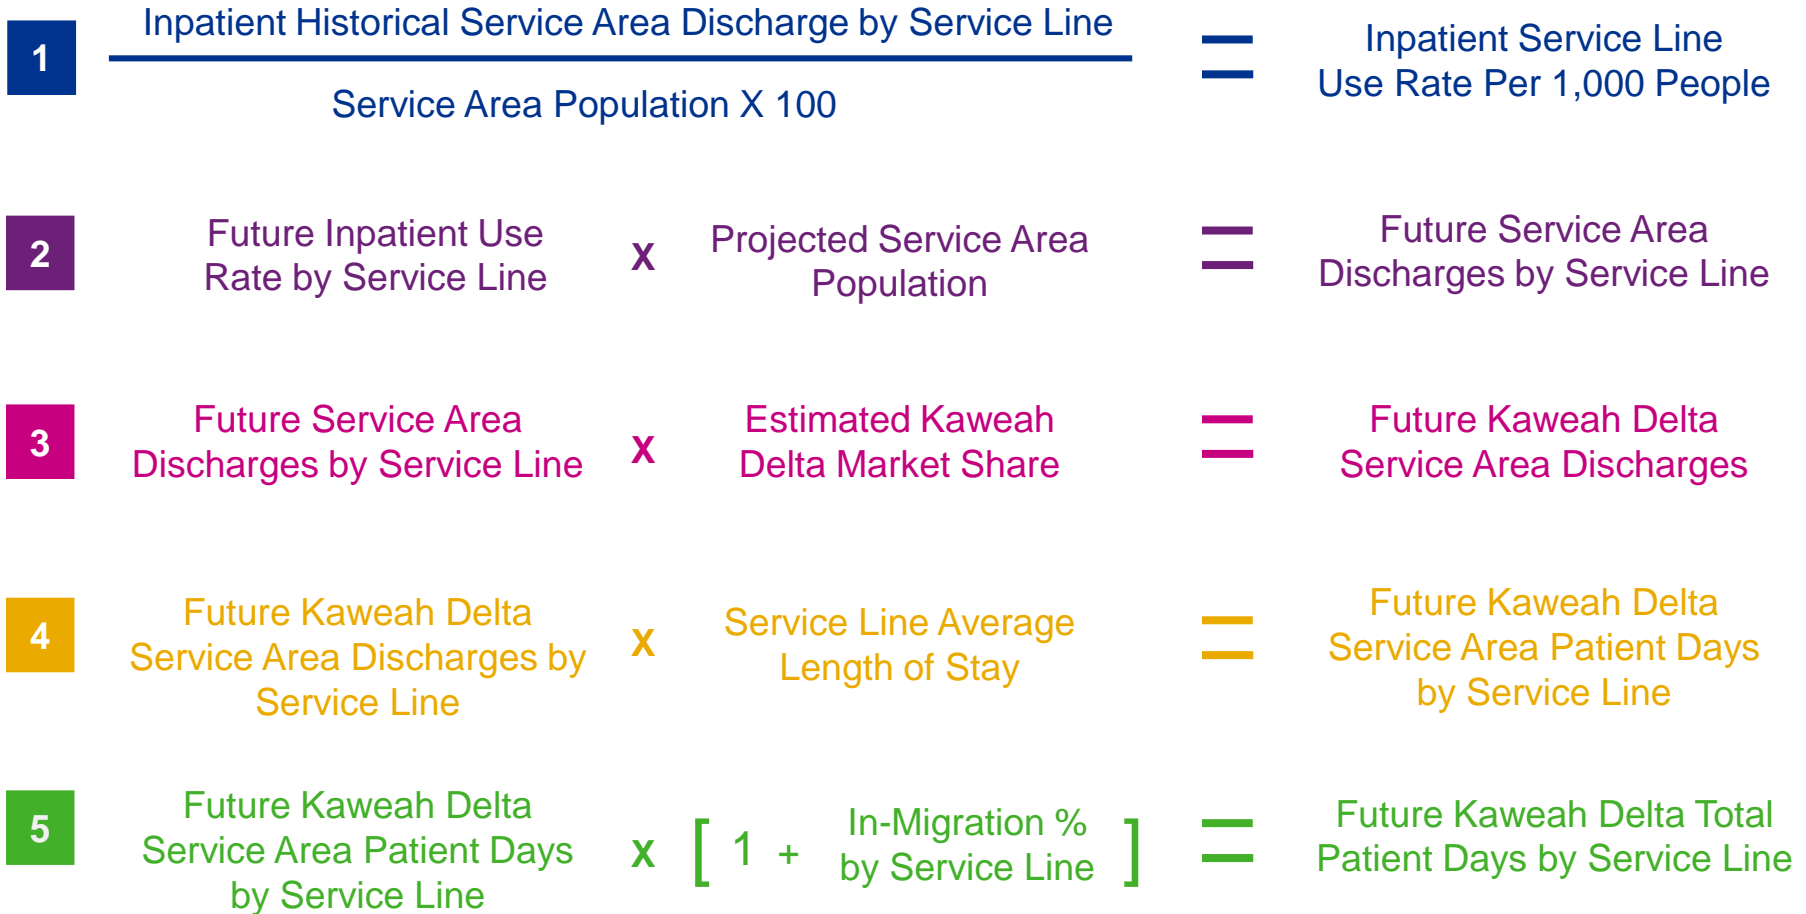 1
Inpatient Historical Service Area Discharge by Service Line
Service Area Population X 100
=
Inpatient Service Line
Use Rate Per 1,000 People
2
Future Inpatient Use
Rate by Service Line
x
Projected Service Area
Population
=
Future Service Area
Discharges by Service Line
3
Future Service Area
Discharges by Service Line
x
Estimated Kaweah
Delta Market Share
=
Future Kaweah Delta
Service Area Discharges
4
Future Kaweah Delta
Service Area Discharges by
Service Line
x
Service Line Average
Length of Stay
=
Future Kaweah Delta
Service Area Patient Days
by Service Line
5
Future Kaweah Delta
Service Area Patient Days
by Service Line
x
[ 1 +
In-Migration %
by Service Line
]
=
Future Kaweah Delta Total
Patient Days by Service Line